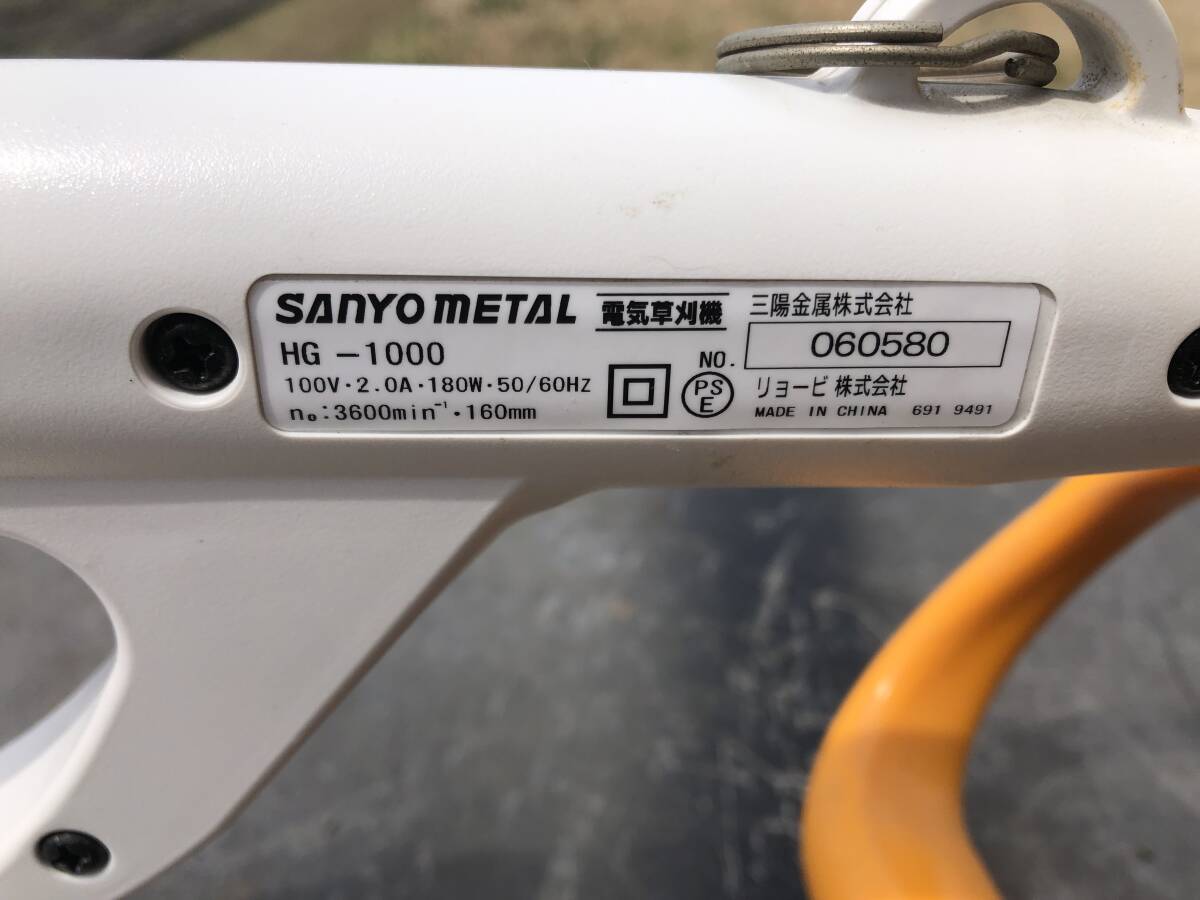 SANYO METAL 電気草刈機 三陽金属株式会社
HG -1000 NO. 060580
100V·2.0A·180W·50/60HZ PS E リョービ 株式会社
n₀:3600min⁻¹·160mm MADE IN CHINA 691 9491